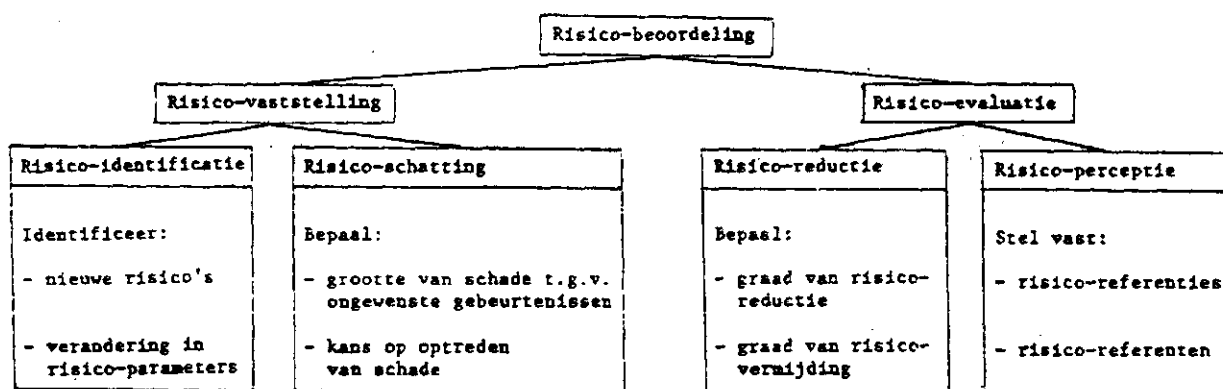 Risico-beoordeling
Risico-vaststelling
Risico-evaluatie
Risico-identificatie
Identificeer:
- nieuwe risico's
- verandering in
risico-parameters
Risico-schatting
Bepaal:
- grootte van schade t.g.v.
ongewenste gebeurtenissen
- kans op optreden
van schade
Risico-reductie
Bepaal:
- graad van risico-
reductie
- graad van risico-
vermijding
Risico-perceptie
Stel vast:
- risico-referenties
- risico-referenten